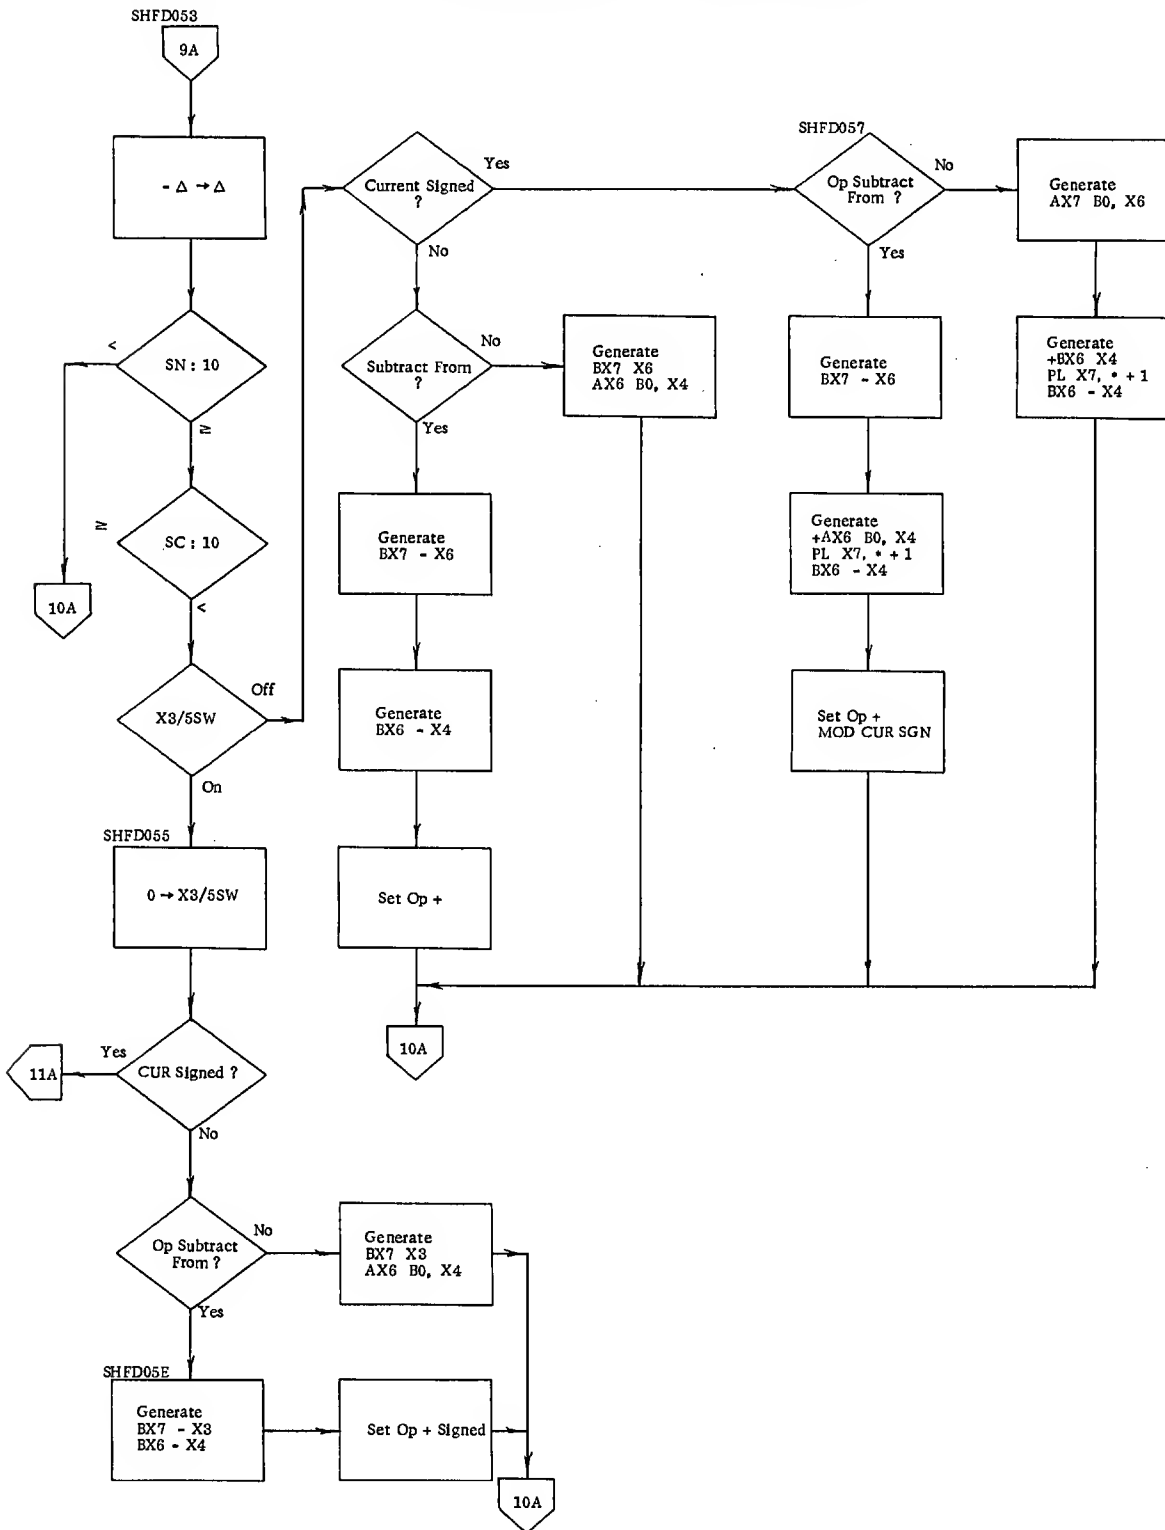 SHFD053
9A
- Δ → Δ
SN : 10
<
≥
SC : 10
≥
<
10A
X3/5SW
Off
On
SHFD055
0 → X3/5SW
CUR Signed ?
Yes
No
11A
Op Subtract
From ?
No
Yes
Generate
BX7 X3
AX6 B0, X4
SHFD05E
Generate
BX7 - X3
BX6 - X4
Set Op + Signed
10A
Current Signed
?
Yes
No
Subtract From
?
No
Yes
Generate
BX7 X6
AX6 B0, X4
Generate
BX7 - X6
Generate
BX6 - X4
Set Op +
10A
SHFD057
Op Subtract
From ?
No
Yes
Generate
BX7 - X6
Generate
+AX6 B0, X4
PL X7, * + 1
BX6 - X4
Set Op +
MOD CUR SGN
Generate
AX7 B0, X6
Generate
+BX6 X4
PL X7, * + 1
BX6 - X4